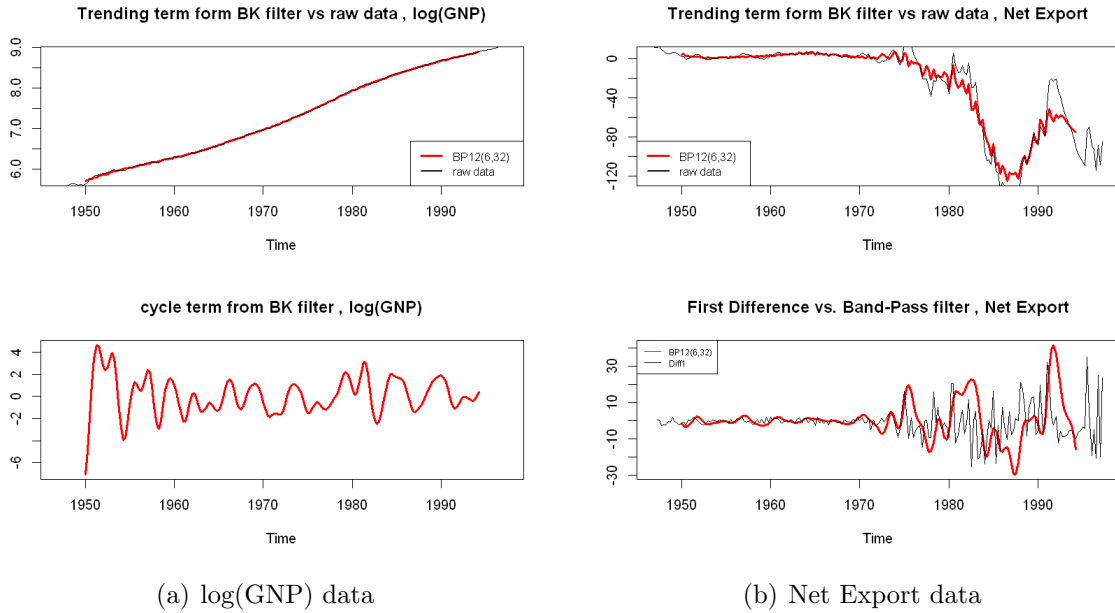 Trending term form BK filter vs raw data , log(GNP)
9.0
8.0
7.0
6.0
BP12(6,32)
raw data
1950 1960 1970 1980 1990
Time
cycle term from BK filter , log(GNP)
4
2
0
-2
-6
1950 1960 1970 1980 1990
Time
(a) log(GNP) data
Trending term form BK filter vs raw data , Net Export
0
-40
-80
-120
BP12(6,32)
raw data
1950 1960 1970 1980 1990
Time
First Difference vs. Band-Pass filter , Net Export
BP12(6,32)
Diff1
30
10
-10
-30
1950 1960 1970 1980 1990
Time
(b) Net Export data